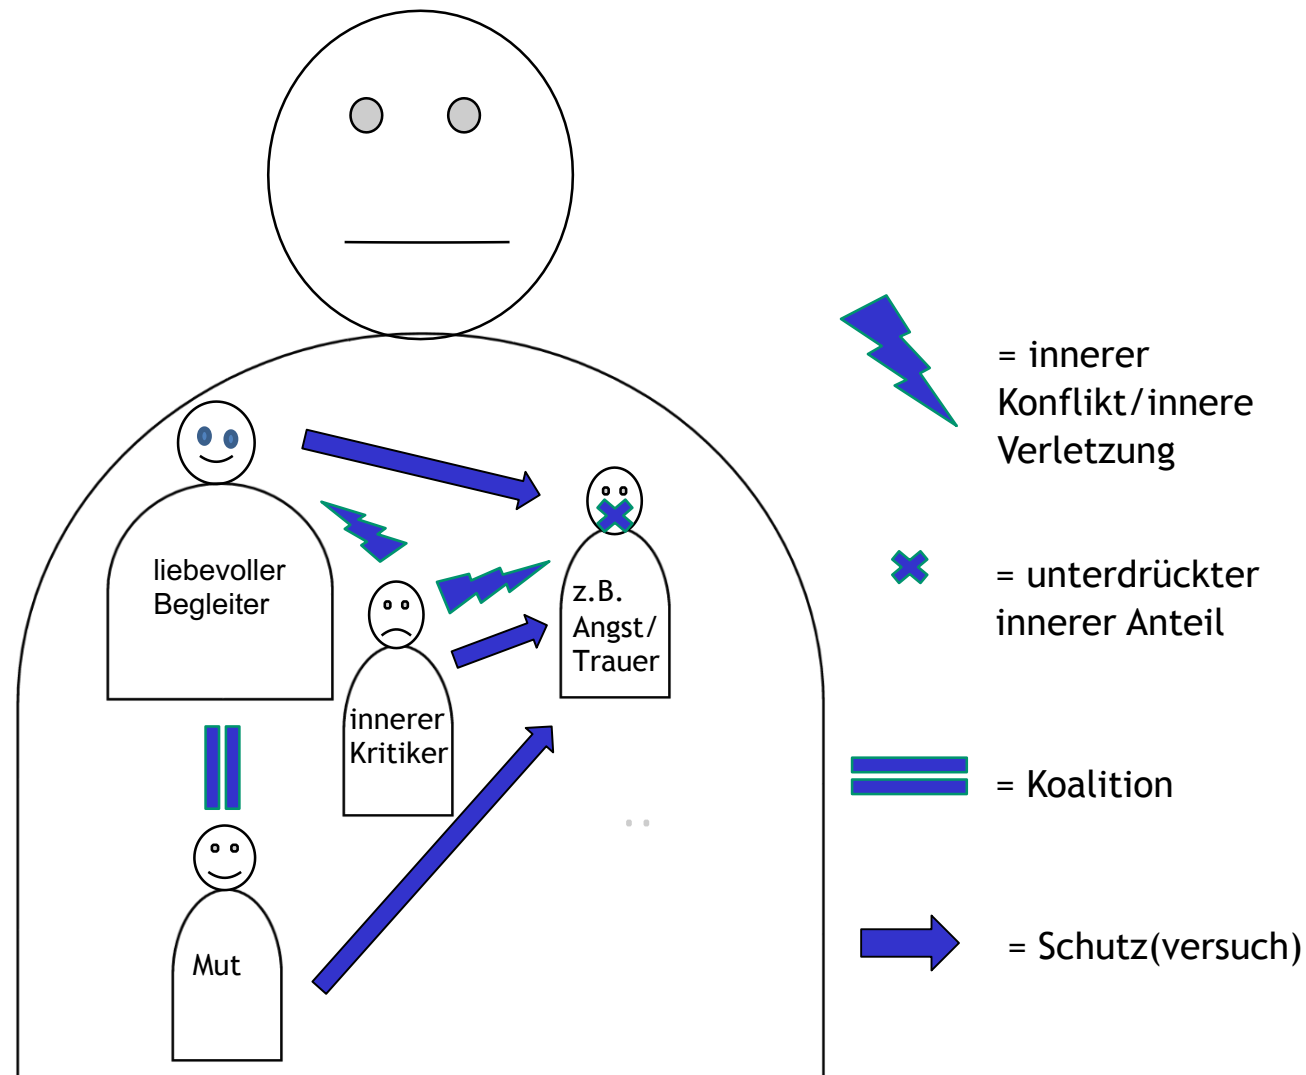 = innerer
Konflikt/innere
Verletzung
liebevoller
Begleiter
z.B.
Angst/
Trauer
= unterdrückter
innerer Anteil
innerer
Kritiker
= Koalition
Mut
= Schutz(versuch)